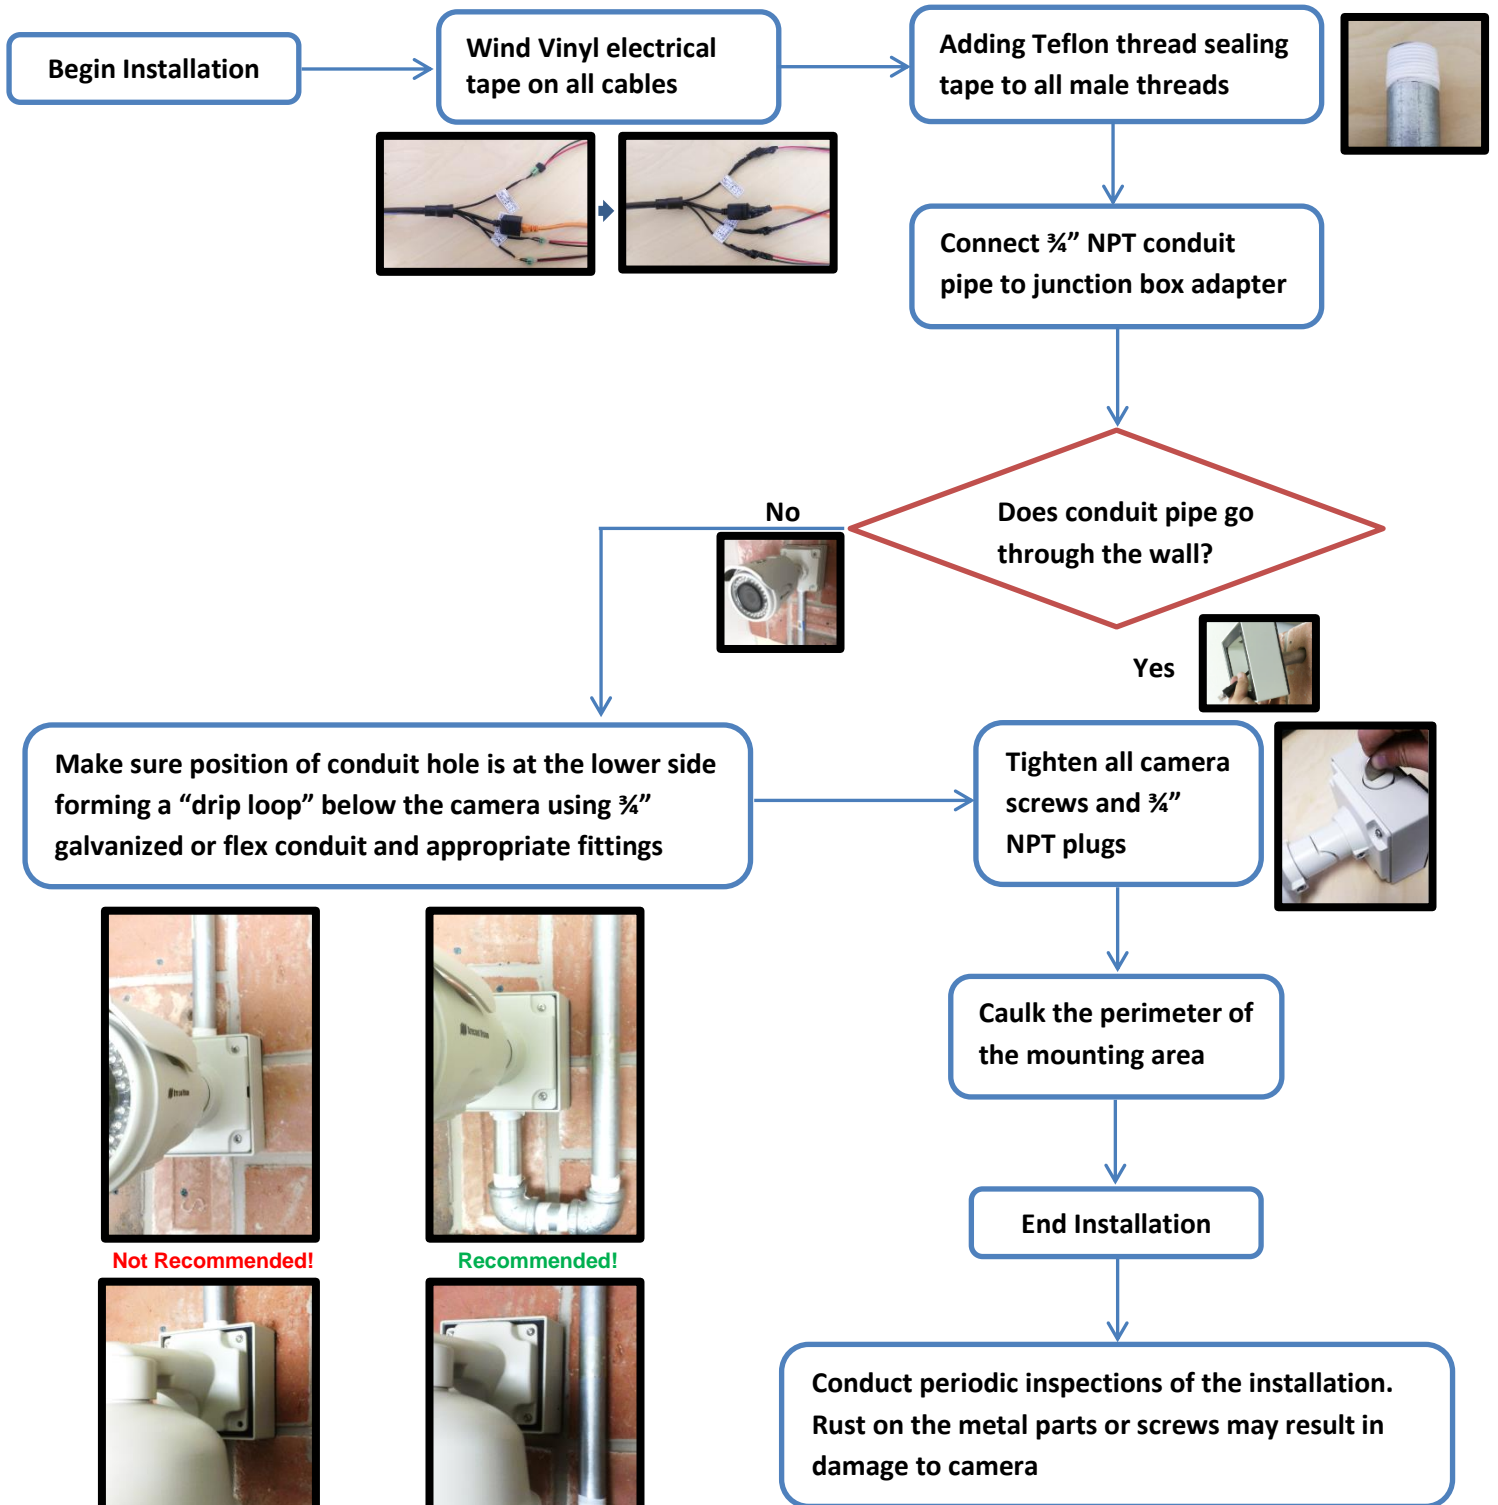 Begin Installation
Wind Vinyl electrical
tape on all cables
Adding Teflon thread sealing
tape to all male threads
Connect ¾” NPT conduit
pipe to junction box adapter
Does conduit pipe go
through the wall?
No
Yes
Make sure position of conduit hole is at the lower side
forming a “drip loop” below the camera using ¾”
galvanized or flex conduit and appropriate fittings
Tighten all camera
screws and ¾”
NPT plugs
Caulk the perimeter of
the mounting area
Not Recommended!
Recommended!
End Installation
Conduct periodic inspections of the installation.
Rust on the metal parts or screws may result in
damage to camera